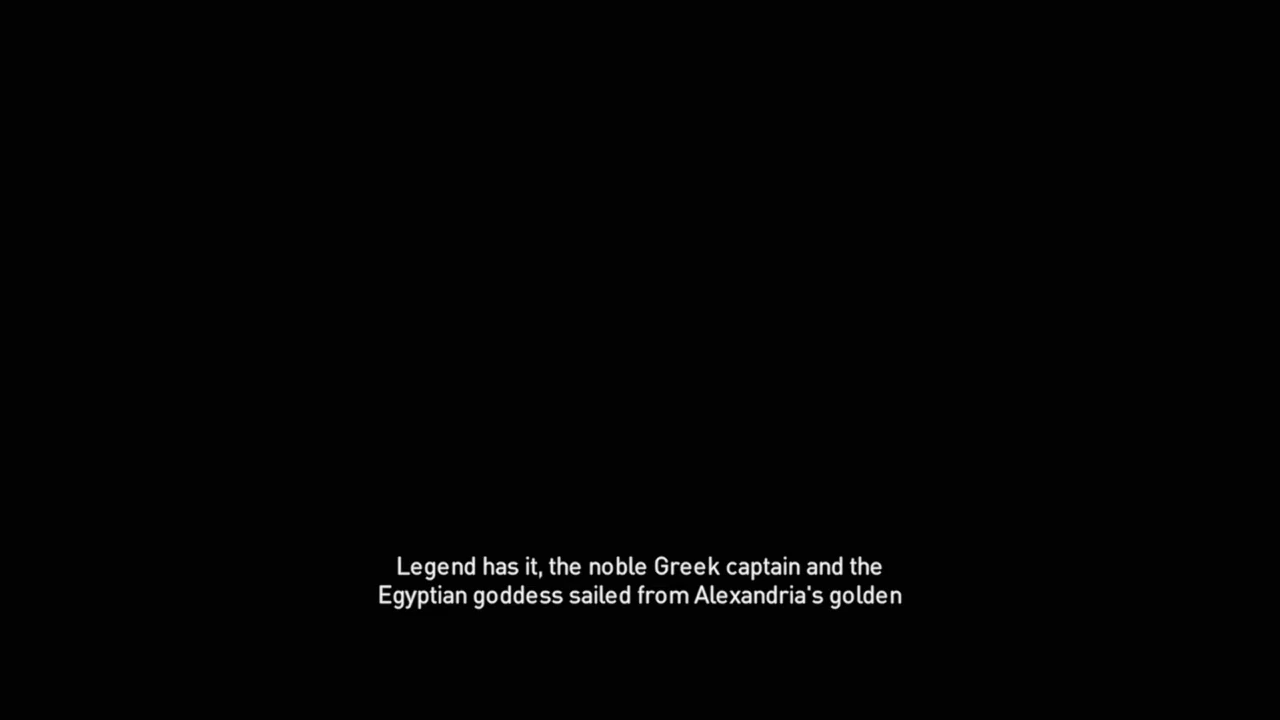 Legend has it, the noble Greek captain and the
Egyptian goddess sailed from Alexandria's golden